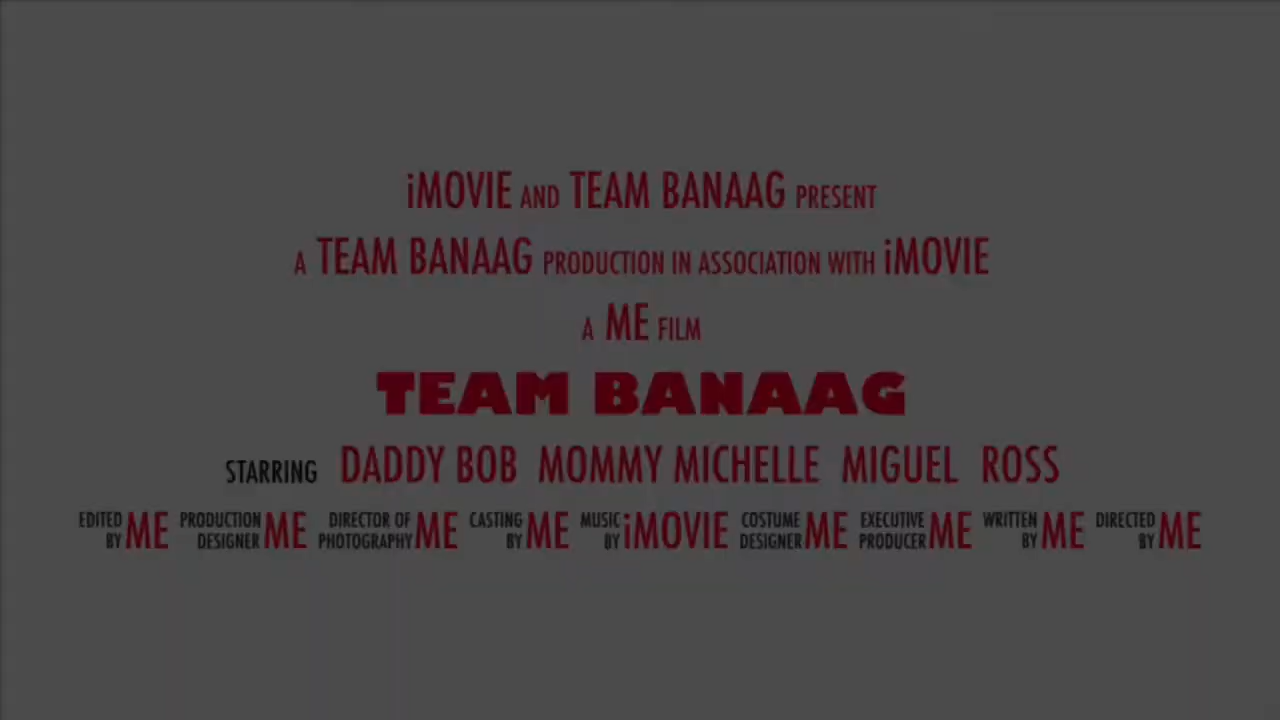 iMOVIE AND TEAM BANAAG PRESENT
A TEAM BANAAG PRODUCTION IN ASSOCIATION WITH iMOVIE
A ME FILM
TEAM BANAAG
STARRING DADDY BOB MOMMY MICHELLE MIGUEL ROSS
EDITED BY ME PRODUCTION DESIGNER ME DIRECTOR OF PHOTOGRAPHY ME CASTING BY ME MUSIC BY iMOVIE COSTUME DESIGNER ME EXECUTIVE PRODUCER ME WRITTEN BY ME DIRECTED BY ME